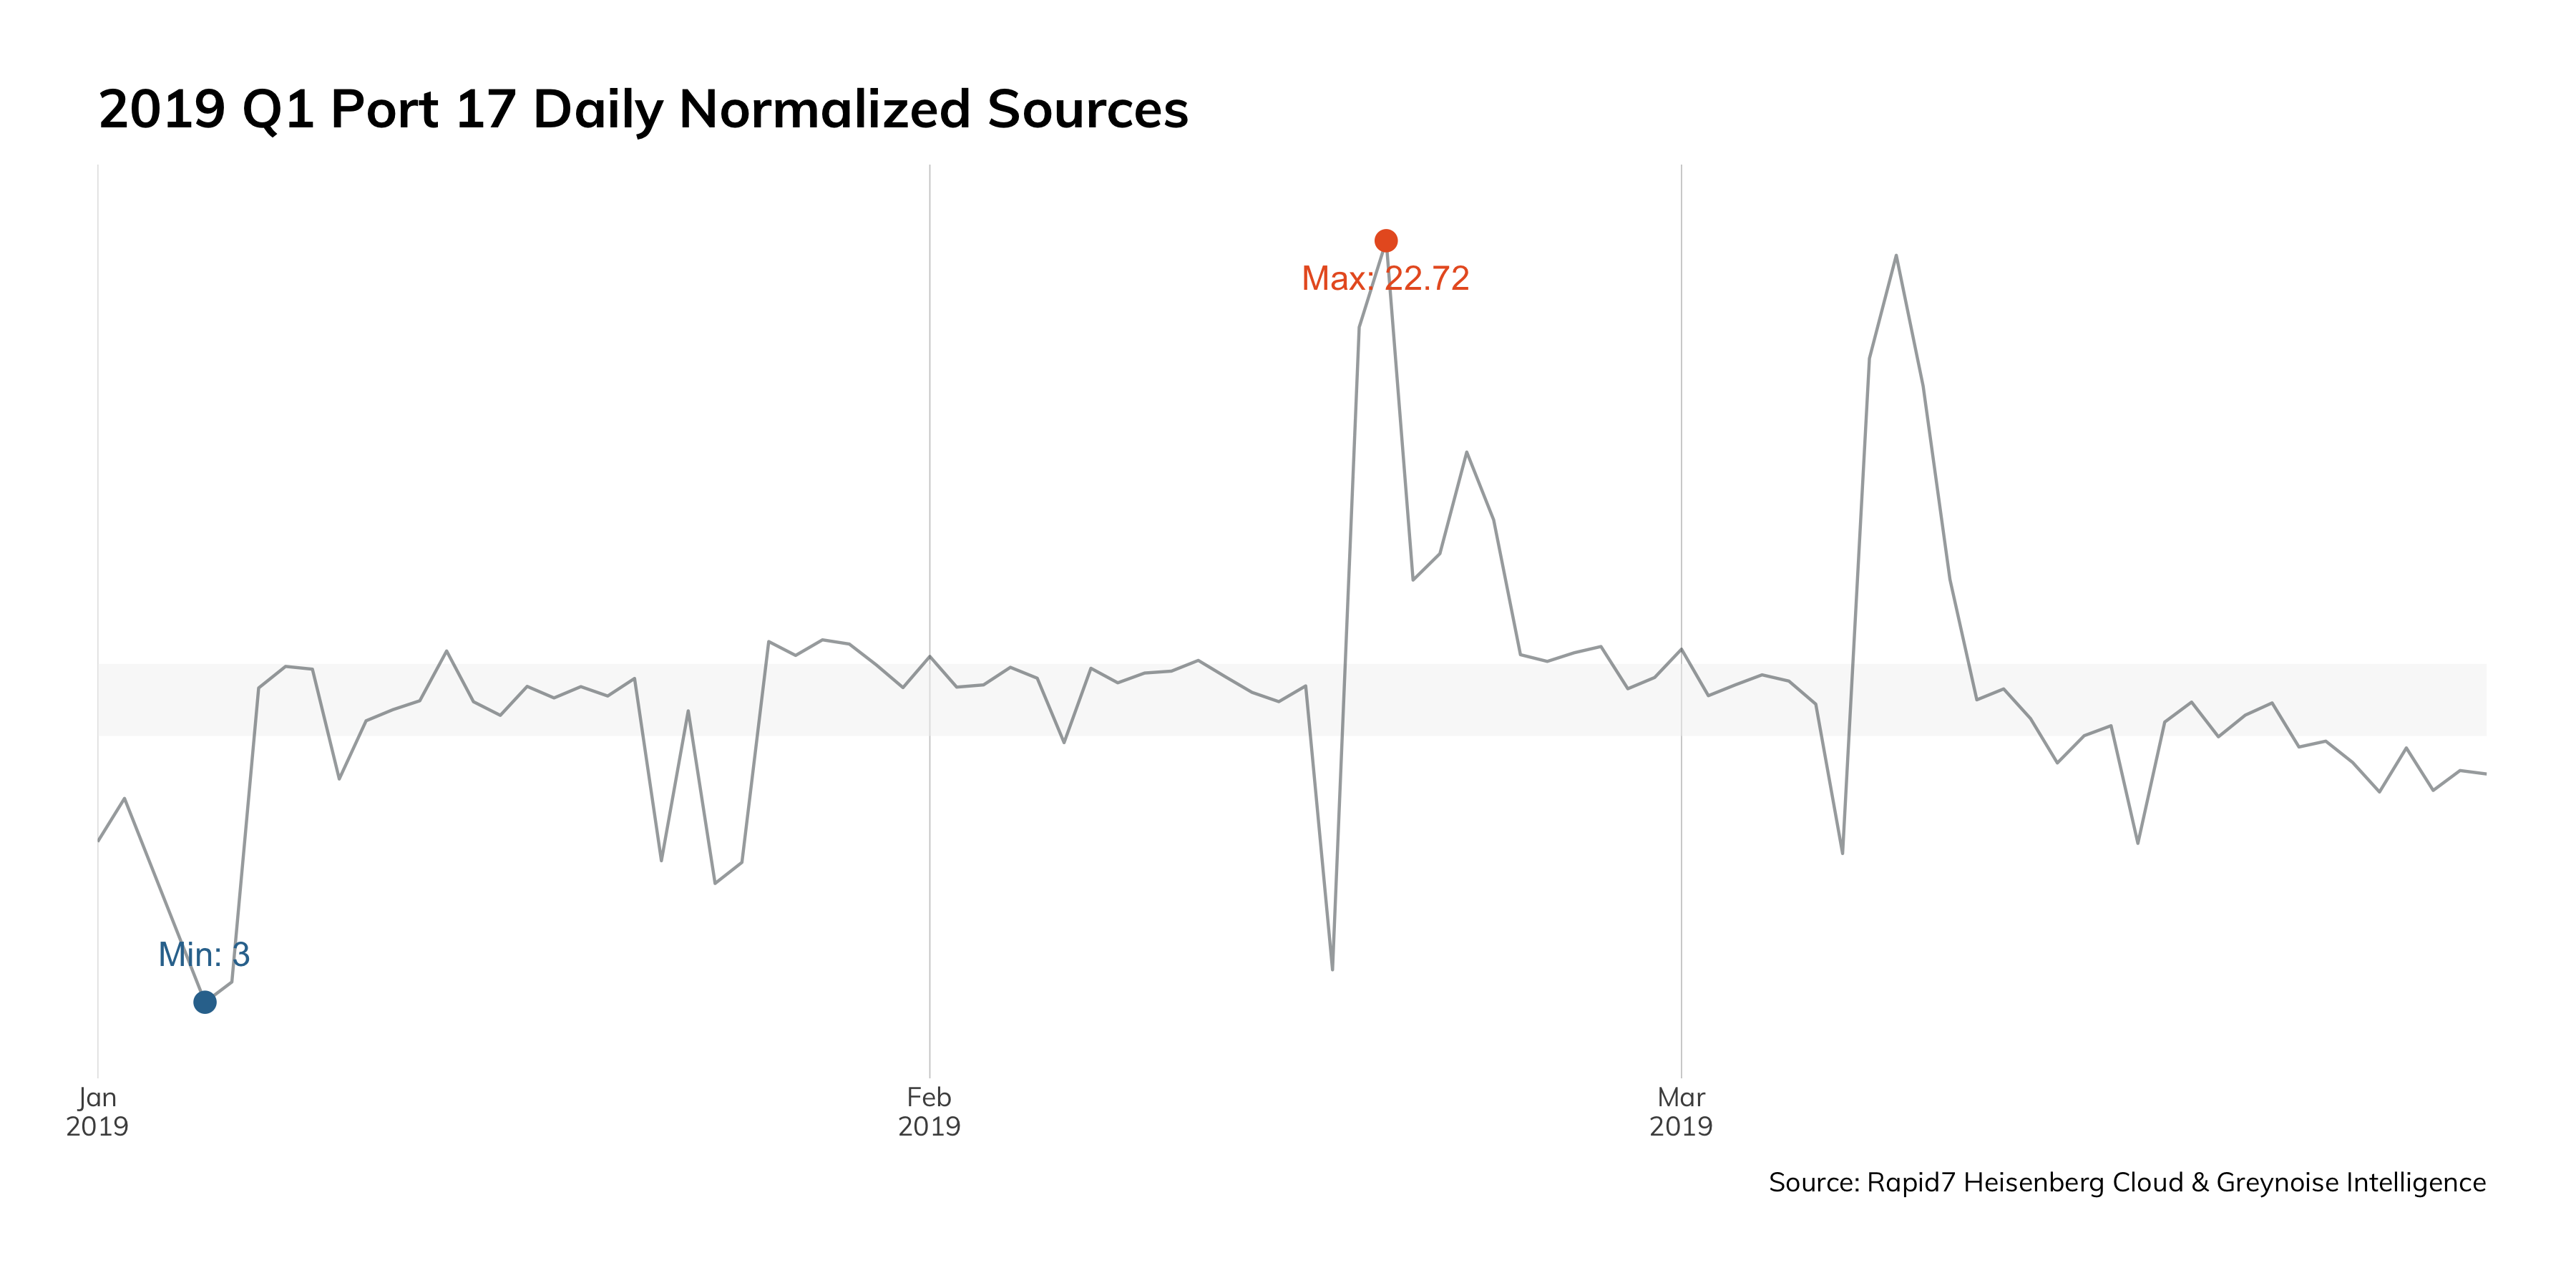 2019 Q1 Port 17 Daily Normalized Sources
Max: 22.72
Min: 3
Jan
2019
Feb
2019
Mar
2019
Source: Rapid7 Heisenberg Cloud & Greynoise Intelligence